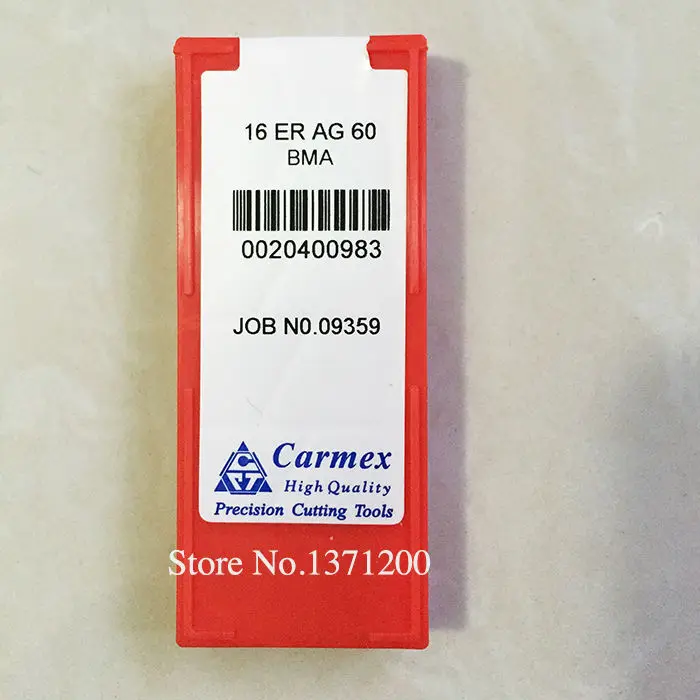 16 ER AG 60
BMA
0020400983
JOB N0.09359
Carmex
High Quality
Precision Cutting Tools
Store No.1371200